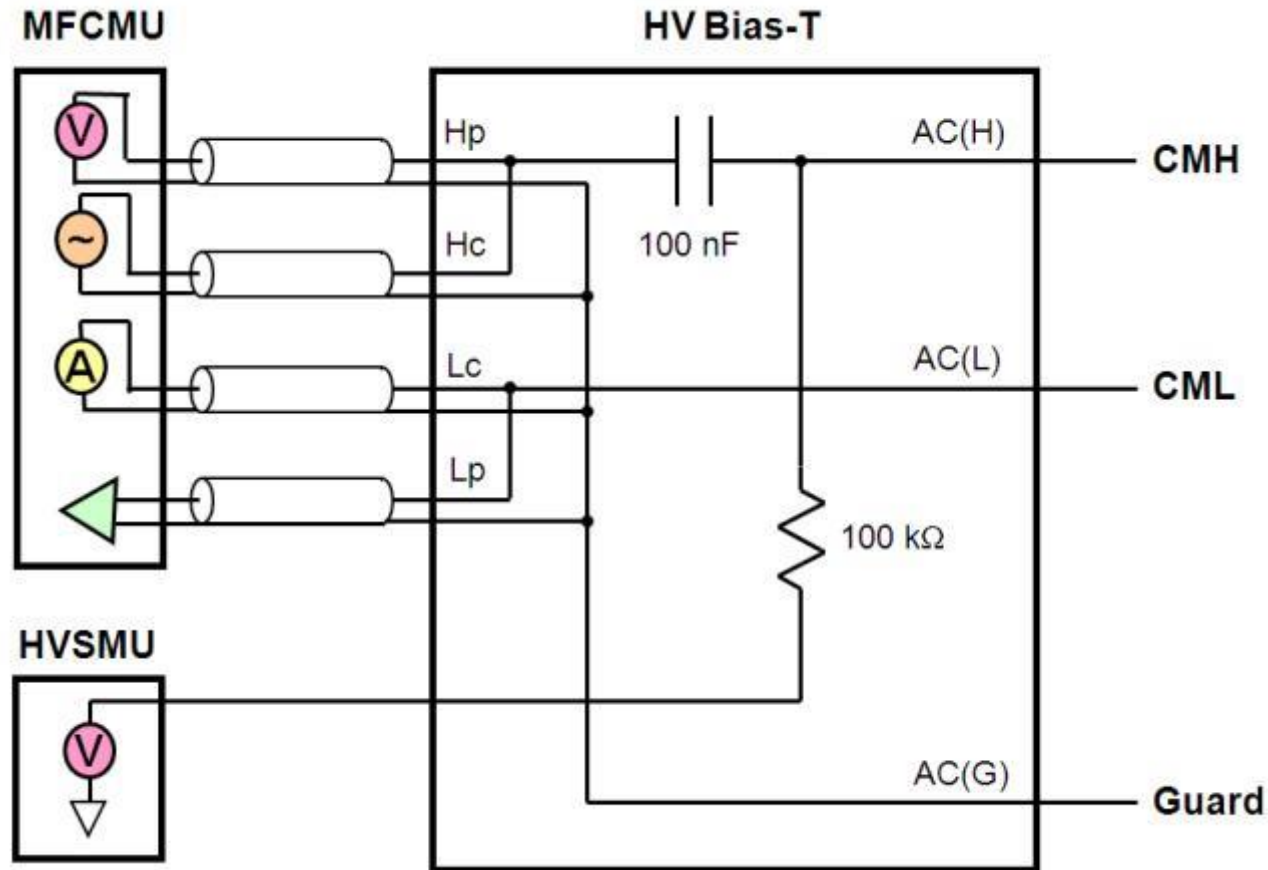 MFCMU
HV Bias-T
V
Hp
AC(H)
CMH
~
Hc
100 nF
A
Lc
AC(L)
CML
Lp
100 kΩ
HVSMU
V
AC(G)
Guard